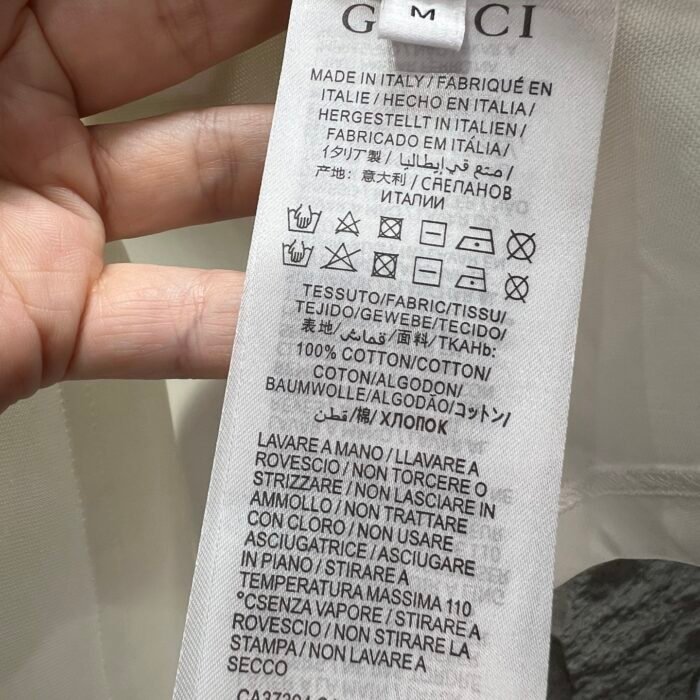 M
MADE IN ITALY / FABRIQUÉ EN
ITALIE / HECHO EN ITALIA /
HERGESTELLT IN ITALIEN /
FABRICADO EM ITÁLIA /
イタリア製 / صنع في إيطاليا /
产地：意大利 / СЯЕПАНОВ
ИТАПИИ
TESSUTO/FABRIC/TISSU/
TEJIDO/GEWEBE/TECIDO/
表地/قماش/面料/TKAHЬ:
100% COTTON/COTTON/
COTON/ALGODON/
BAUMWOLLE/ALGODÃO/コットン/
قطن/棉/ХЛОПОК
LAVARE A MANO / LLAVARE A
ROVESCIO / NON TORCERE O
STRIZZARE / NON LASCIARE IN
AMMOLLO / NON TRATTARE
CON CLORO / NON USARE
ASCIUGATRICE / ASCIUGARE
IN PIANO / STIRARE A
TEMPERATURA MASSIMA 110
°CSENZA VAPORE / STIRARE A
ROVESCIO / NON STIRARE LA
STAMPA / NON LAVARE A
SECCO